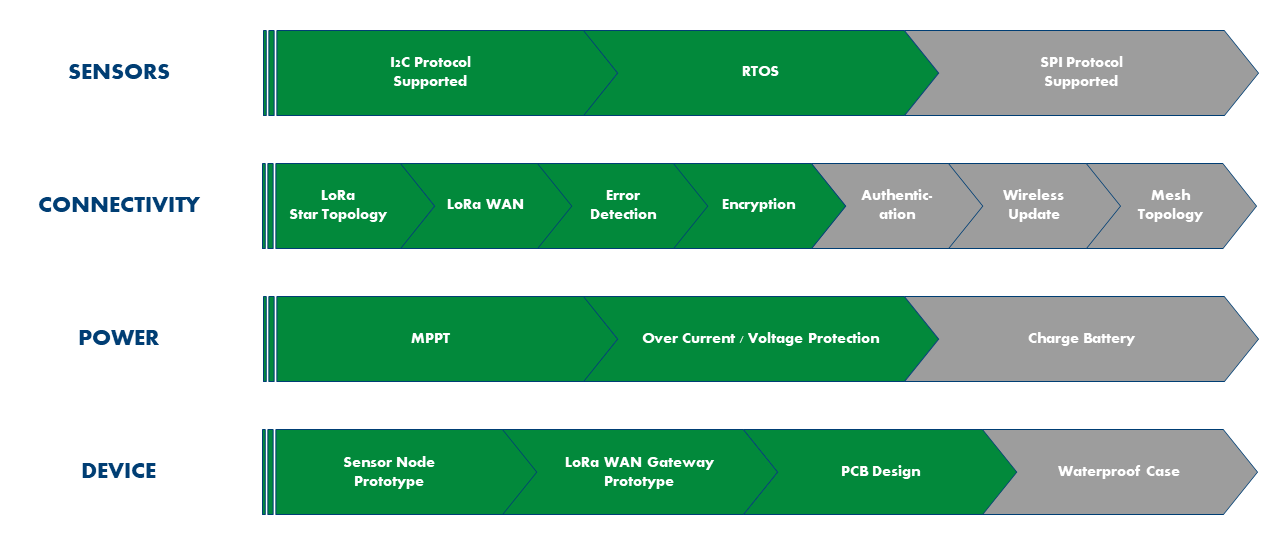 SENSORS
I2C Protocol
Supported
RTOS
SPI Protocol
Supported
CONNECTIVITY
LoRa
Star Topology
LoRa WAN
Error
Detection
Encryption
Authentic-
ation
Wireless
Update
Mesh
Topology
POWER
MPPT
Over Current / Voltage Protection
Charge Battery
DEVICE
Sensor Node
Prototype
LoRa WAN Gateway
Prototype
PCB Design
Waterproof Case